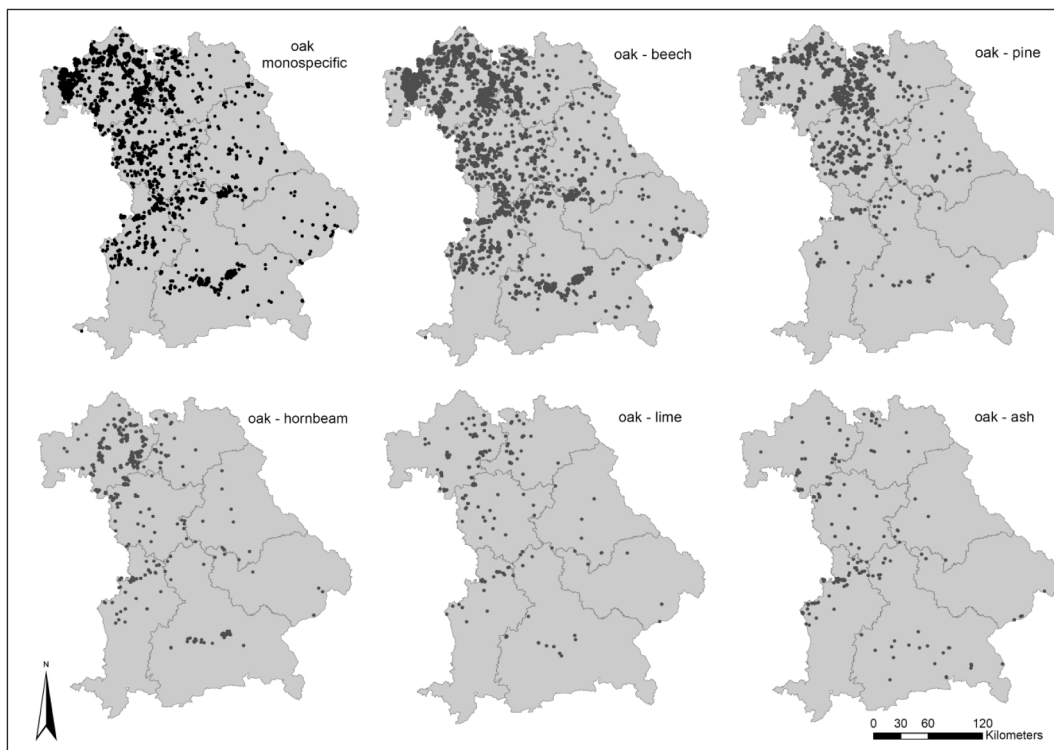 oak
monospecific
oak - beech
oak - pine
oak - hornbeam
oak - lime
oak - ash
N
0 30 60 120
Kilometers